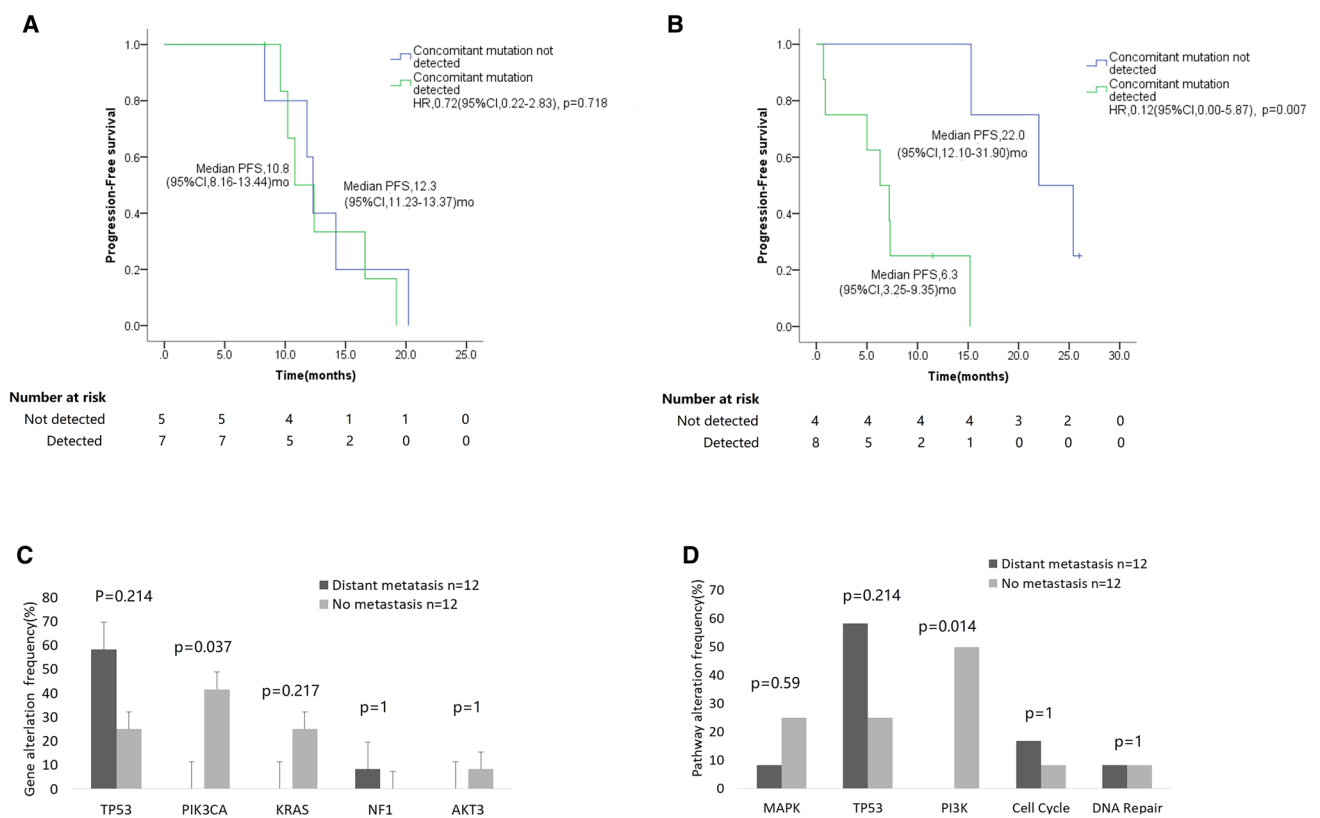 A
1.0
0.8
0.6
0.4
0.2
0.0
Progression-Free survival
.0 5.0 10.0 15.0 20.0 25.0
Time(months)
Concomitant mutation not
detected
Concomitant mutation
detected
HR,0.72(95%CI,0.22-2.83), p=0.718
Median PFS,10.8
(95%CI,8.16-13.44)mo
Median PFS,12.3
(95%CI,11.23-13.37)mo
Number at risk
Not detected 5 5 4 1 1 0
Detected 7 7 5 2 0 0
B
1.0
0.8
0.6
0.4
0.2
0.0
Progression-Free survival
.0 5.0 10.0 15.0 20.0 25.0 30.0
Time(months)
Concomitant mutation not
detected
Concomitant mutation
detected
HR,0.12(95%CI,0.00-5.87), p=0.007
Median PFS,22.0
(95%CI,12.10-31.90)mo
Median PFS,6.3
(95%CI,3.25-9.35)mo
Number at risk
Not detected 4 4 4 4 3 2 0
Detected 8 5 2 1 0 0 0
C
Gene alterlation frequency(%)
80
70
60
50
40
30
20
10
0
Distant metatasis n=12
No metastasis n=12
P=0.214
p=0.037
p=0.217
p=1
p=1
TP53 PIK3CA KRAS NF1 AKT3
D
Pathway alteration frequency(%)
70
60
50
40
30
20
10
0
Distant metastasis n=12
No metastasis n=12
p=0.59
p=0.214
p=0.014
p=1
p=1
MAPK TP53 PI3K Cell Cycle DNA Repair